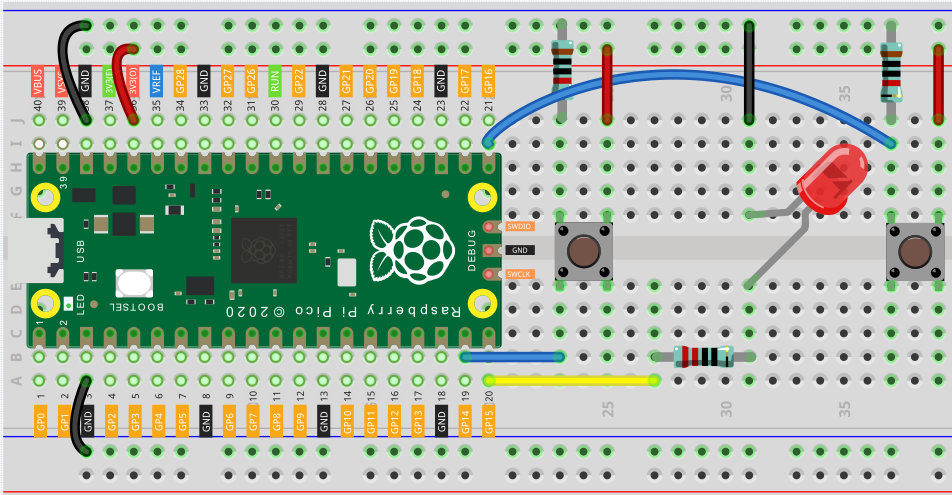 VBUS VSYS GND 3V3(E) 3V3(O) VREF GP28 GND GP27 GP26 RUN GP22 GND GP21 GP20 GP19 GP18 GND GP17 GP16
40 39 38 37 36 35 34 33 32 31 30 29 28 27 26 25 24 23 22 21
30 35
J
I
H
G
F
39
USB
DEBUG
SWDIO
GND
SWCLK
E
D
C
B
A
1
2
LED
BOOTSEL
Raspberry Pi Pico © 2020
1 2 3 4 5 6 7 8 9 10 11 12 13 14 15 16 17 18 19 20
25 30 35
GP0 GP1 GND GP2 GP3 GP4 GP5 GND GP6 GP7 GP8 GP9 GND GP10 GP11 GP12 GP13 GND GP14 GP15